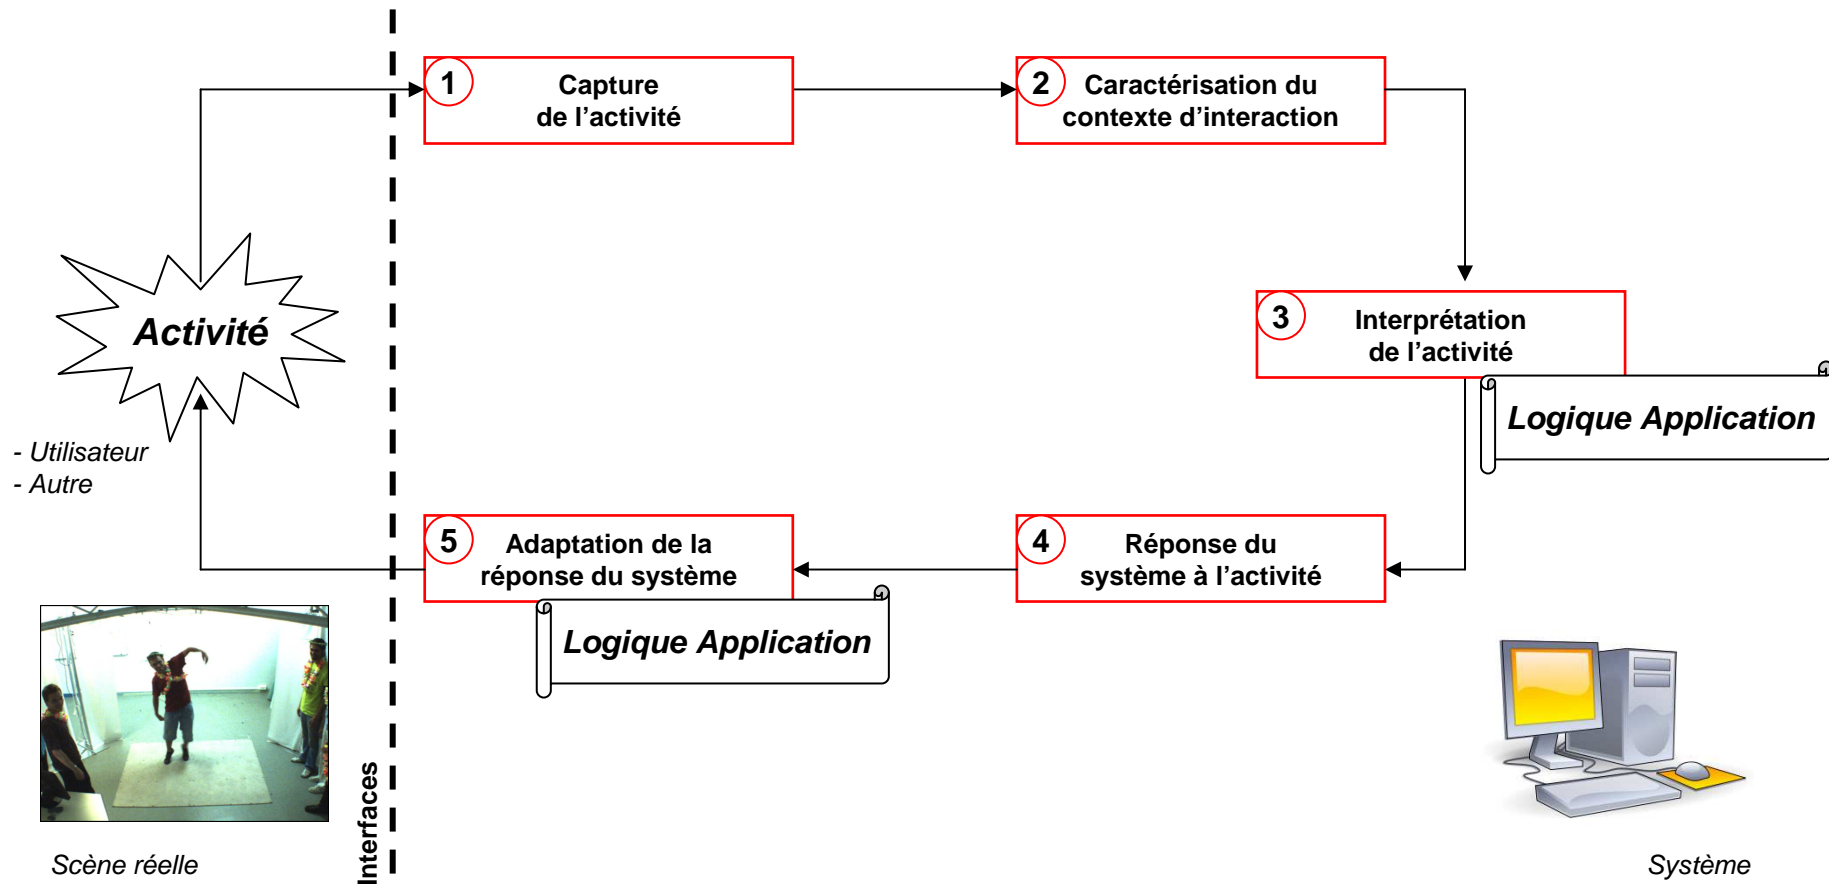 1
Capture
de l'activité
2
Caractérisation du
contexte d'interaction
Activité
3
Interprétation
de l'activité
Logique Application
- Utilisateur
- Autre
5
Adaptation de la
réponse du système
4
Réponse du
système à l'activité
Logique Application
Interfaces
Scène réelle
Système